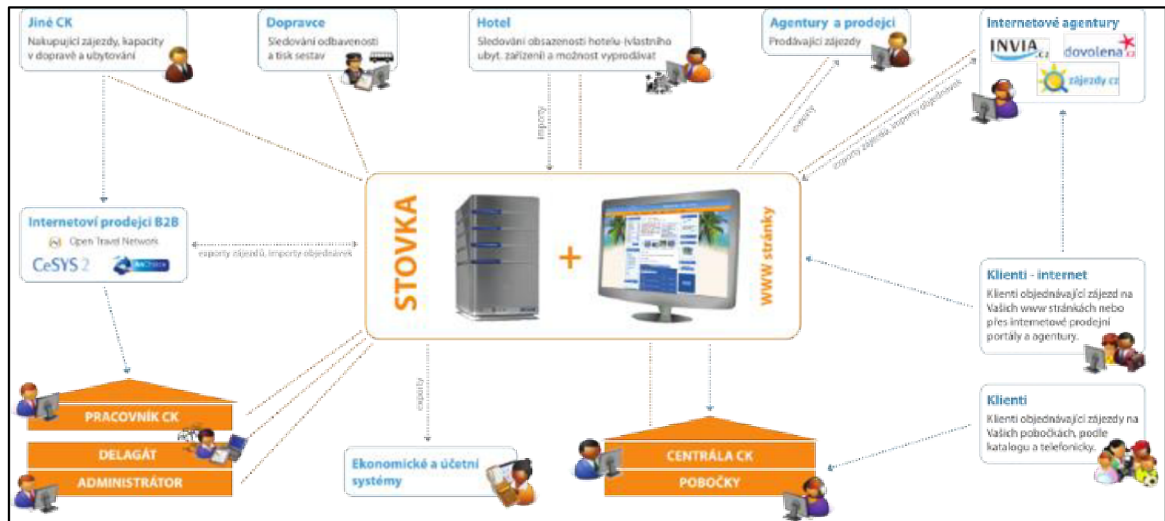 Jiné CK
Nakupující zájezdy, kapacity
v dopravě a ubytování
Dopravce
Sledování odbavenosti
a tisk sestav
Hotel
Sledování obsazenosti hotelu (vlastního
ubyt. zařízení) a možnost vyprodávat
Agentury a prodejci
Prodávající zájezdy
Internetové agentury
INVIA.cz
dovolena.cz
zájezdy.cz
importy
exporty
exporty zájezdů, importy objednávek
STOVKA
+
WWW stránky
Internetoví prodejci B2B
Open Travel Network
CeSYS 2
exporty zájezdů, importy objednávek
Klienti - internet
Klienti objednávající zájezd na
Vašich www stránkách nebo
přes internetové prodejní
portály a agentury.
exporty
PRACOVNÍK CK
DELAGÁT
ADMINISTRÁTOR
Ekonomické a účetní
systémy
CENTRÁLA CK
POBOČKY
Klienti
Klienti objednávající zájezdy na
Vašich pobočkách, podle
katalogu a telefonicky.